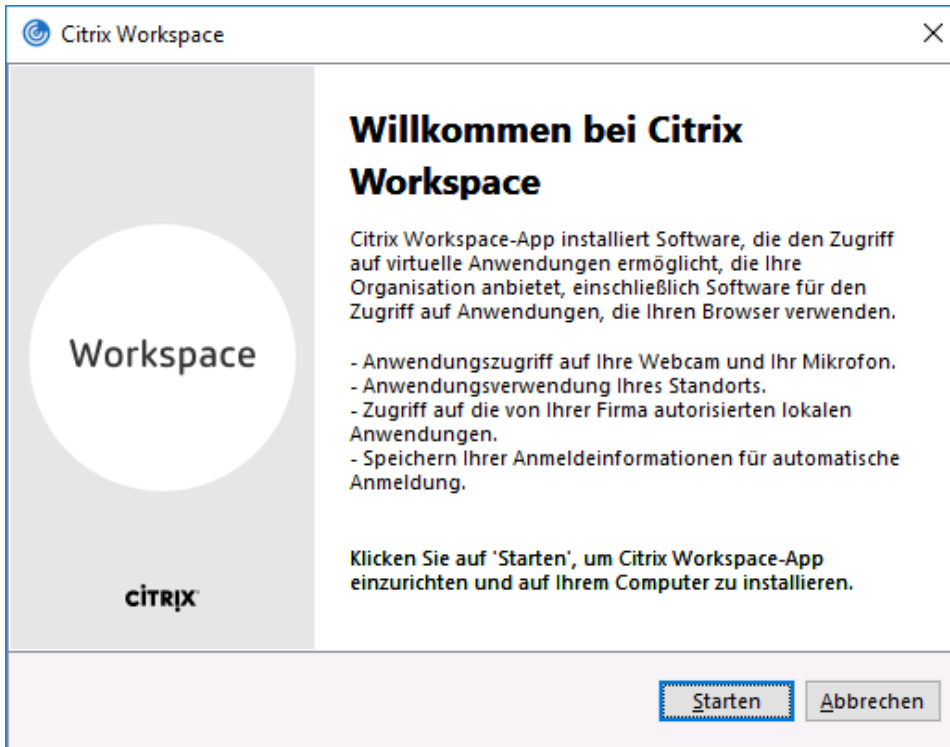 Citrix Workspace
Willkommen bei Citrix
Workspace
Citrix Workspace-App installiert Software, die den Zugriff
auf virtuelle Anwendungen ermöglicht, die Ihre
Organisation anbietet, einschließlich Software für den
Zugriff auf Anwendungen, die Ihren Browser verwenden.
- Anwendungszugriff auf Ihre Webcam und Ihr Mikrofon.
- Anwendungsverwendung Ihres Standorts.
- Zugriff auf die von Ihrer Firma autorisierten lokalen
Anwendungen.
- Speichern Ihrer Anmeldeinformationen für automatische
Anmeldung.
Klicken Sie auf 'Starten', um Citrix Workspace-App
einzurichten und auf Ihrem Computer zu installieren.
Workspace
citrix
Starten
Abbrechen